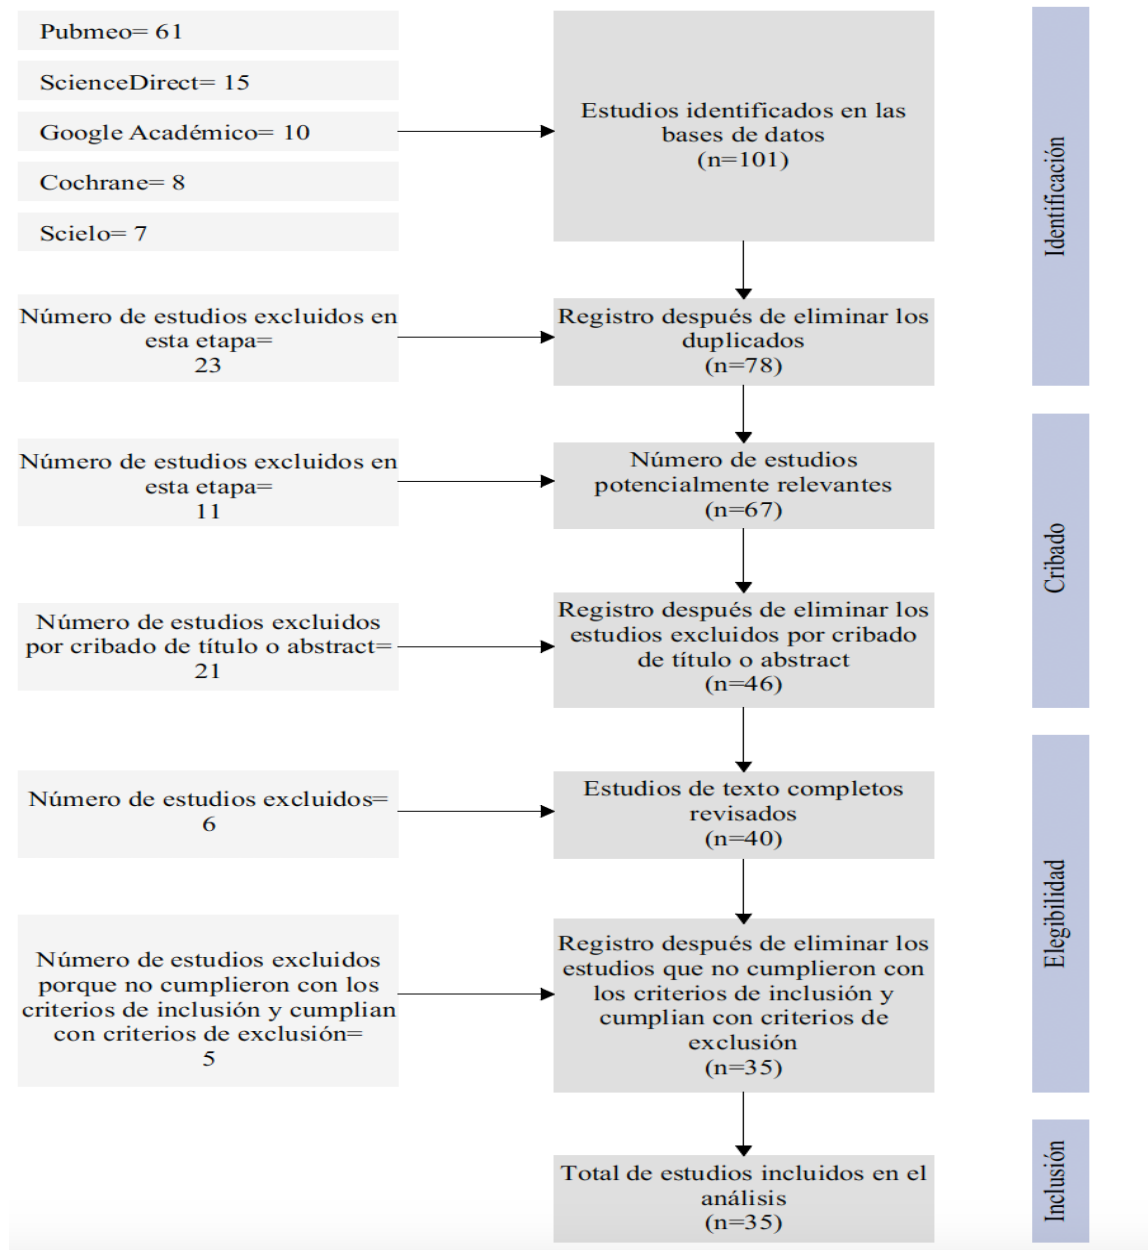 Pubmeo= 61
ScienceDirect= 15
Google Académico= 10
Cochrane= 8
Scielo= 7
Estudios identificados en las
bases de datos
(n=101)
Identificación
Número de estudios excluidos en
esta etapa=
23
Registro después de eliminar los
duplicados
(n=78)
Número de estudios excluidos en
esta etapa=
11
Número de estudios
potencialmente relevantes
(n=67)
Cribado
Número de estudios excluidos
por cribado de título o abstract=
21
Registro después de eliminar los
estudios excluidos por cribado
de título o abstract
(n=46)
Número de estudios excluidos=
6
Estudios de texto completos
revisados
(n=40)
Elegibilidad
Número de estudios excluidos
porque no cumplieron con los
criterios de inclusión y cumplian
con criterios de exclusión=
5
Registro después de eliminar los
estudios que no cumplieron con
los criterios de inclusión y
cumplian con criterios de
exclusión
(n=35)
Total de estudios incluidos en el
análisis
(n=35)
Inclusión